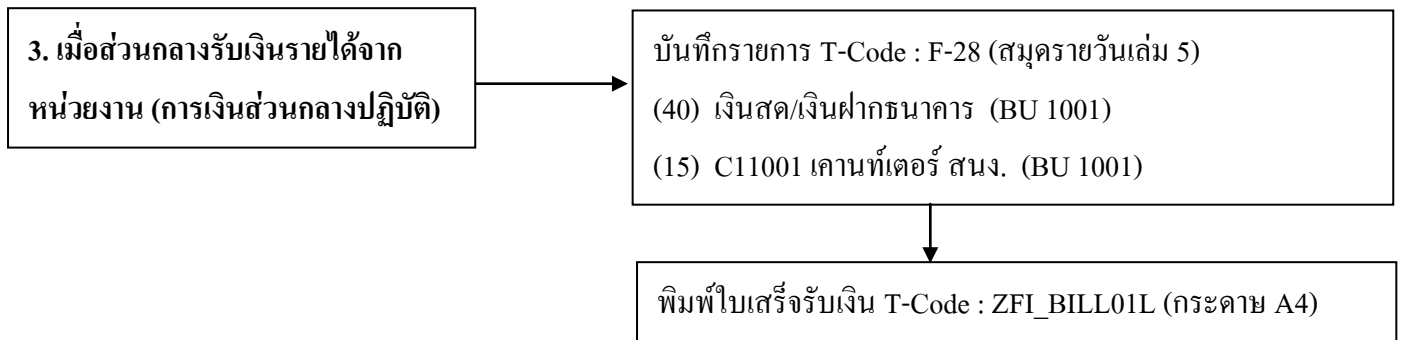 3. เมื่อส่วนกลางรับเงินรายได้จาก
หน่วยงาน (การเงินส่วนกลางปฏิบัติ)
บันทึกรายการ T-Code : F-28 (สมุดรายวันเล่ม 5)
(40) เงินสด/เงินฝากธนาคาร (BU 1001)
(15) C11001 เคานท์เตอร์ สนง. (BU 1001)
พิมพ์ใบเสร็จรับเงิน T-Code : ZFI_BILL01L (กระดาษ A4)